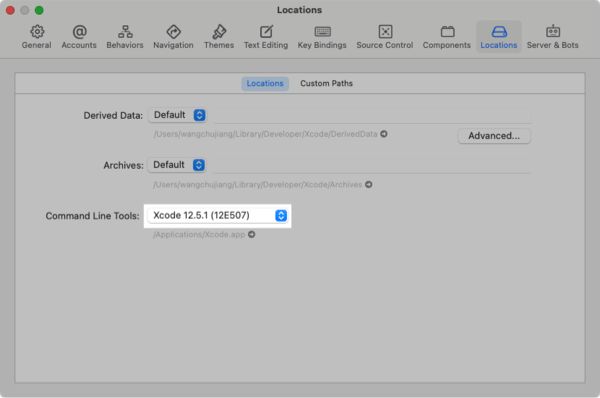 Locations
General Accounts Behaviors Navigation Themes Text Editing Key Bindings Source Control Components Locations Server & Bots
Locations Custom Paths
Derived Data: Default
/Users/wangchujiang/Library/Developer/Xcode/DerivedData
Advanced...
Archives: Default
/Users/wangchujiang/Library/Developer/Xcode/Archives
Command Line Tools: Xcode 12.5.1 (12E507)
/Applications/Xcode.app